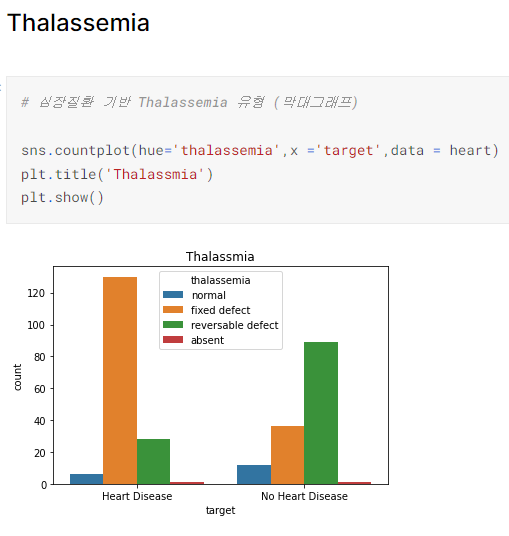 Thalassemia
# 심장질환 기반 Thalassemia 유형 (막대그래프)
sns.countplot(hue='thalassemia',x ='target',data = heart)
plt.title('Thalassmia')
plt.show()
Thalassmia
thalassemia
normal
fixed defect
reversable defect
absent
120
100
80
60
40
20
0
count
Heart Disease
No Heart Disease
target